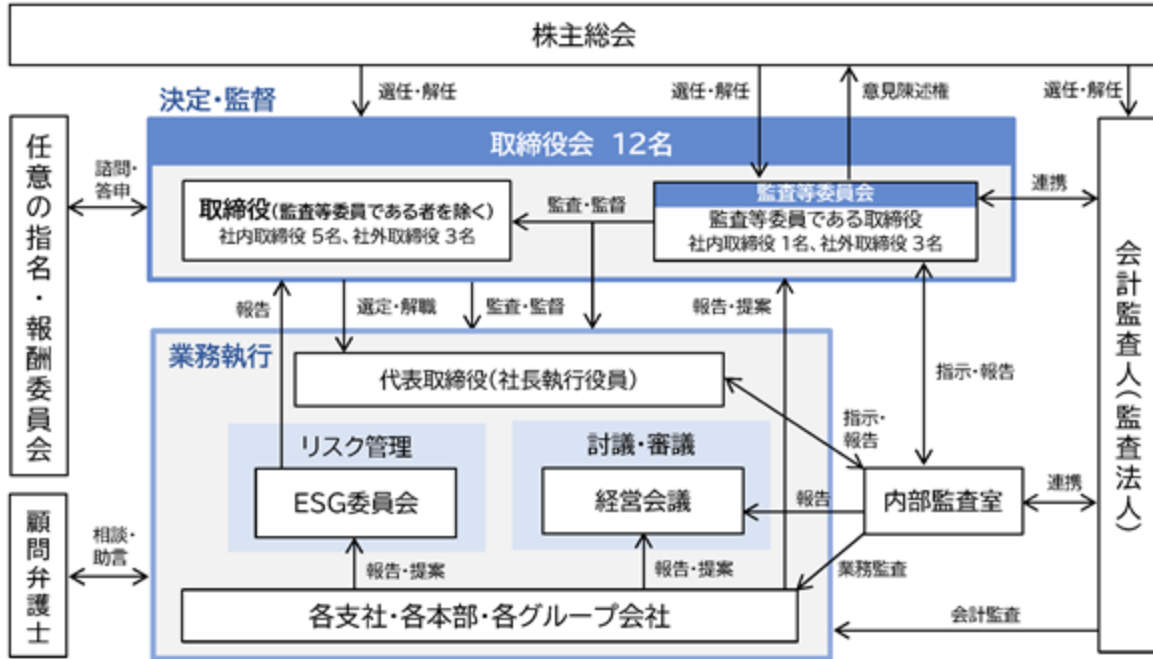 株主総会
選任・解任
選任・解任
意見陳述権
選任・解任
決定・監督
任意の指名・報酬委員会
諮問・
答申
取締役会 12名
取締役(監査等委員である者を除く)
社内取締役 5名、社外取締役 3名
監査・監督
監査等委員会
監査等委員である取締役
社内取締役 1名、社外取締役 3名
連携
会計監査人(監査法人)
報告
選定・解職
監査・監督
報告・提案
指示・報告
業務執行
代表取締役(社長執行役員)
指示・
報告
リスク管理
ESG委員会
討議・審議
経営会議
報告
内部監査室
連携
顧問弁護士
相談・
助言
報告・提案
報告・提案
業務監査
各支社・各本部・各グループ会社
会計監査